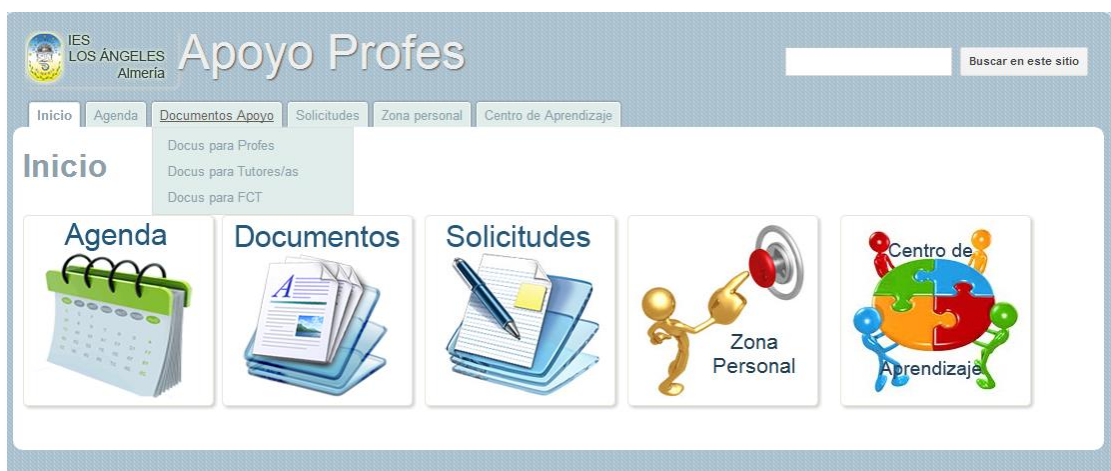 IES
LOS ÁNGELES
Almería
Apoyo Profes
Buscar en este sitio
Inicio
Agenda
Documentos Apoyo
Solicitudes
Zona personal
Centro de Aprendizaje
Docus para Profes
Docus para Tutores/as
Docus para FCT
Inicio
Agenda
Documentos
A
Solicitudes
Zona
Personal
Centro de
Aprendizaje